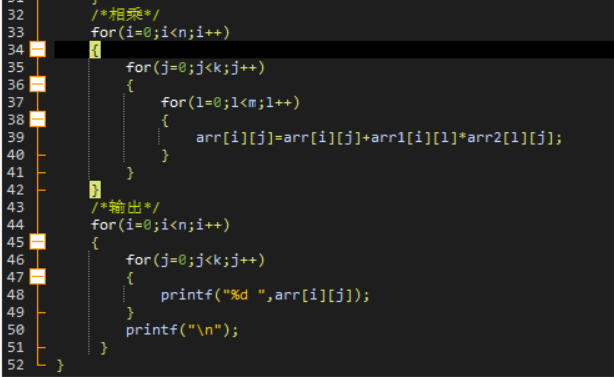 32 /*相乘*/
33 for(i=0;i<n;i++)
34 {
35 for(j=0;j<k;j++)
36 {
37 for(l=0;l<m;l++)
38 {
39 arr[i][j]=arr[i][j]+arr1[i][l]*arr2[l][j];
40 }
41 }
42 }
43 /*输出*/
44 for(i=0;i<n;i++)
45 {
46 for(j=0;j<k;j++)
47 {
48 printf("%d ",arr[i][j]);
49 }
50 printf("\n");
51 }
52 }